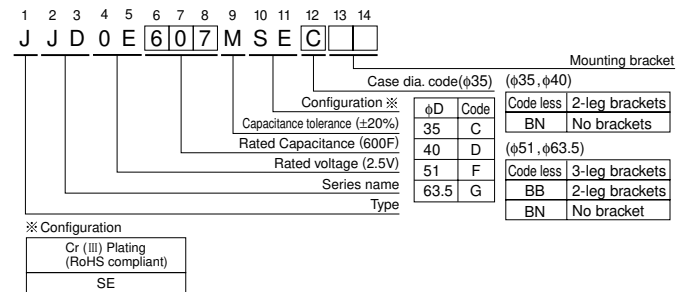 1 2 3 4 5 6 7 8 9 10 11 12 13 14
J J D 0 E 6 0 7 M S E C
Mounting bracket
Case dia. code(ϕ35)
Configuration ※
Capacitance tolerance (±20%)
Rated Capacitance (600F)
Rated voltage (2.5V)
Series name
Type
ϕD Code
35 C
40 D
51 F
63.5 G
(ϕ35,ϕ40)
Code less 2-leg brackets
BN No brackets
(ϕ51,ϕ63.5)
Code less 3-leg brackets
BB 2-leg brackets
BN No bracket
※Configuration
Cr (Ⅲ) Plating
(RoHS compliant)
SE